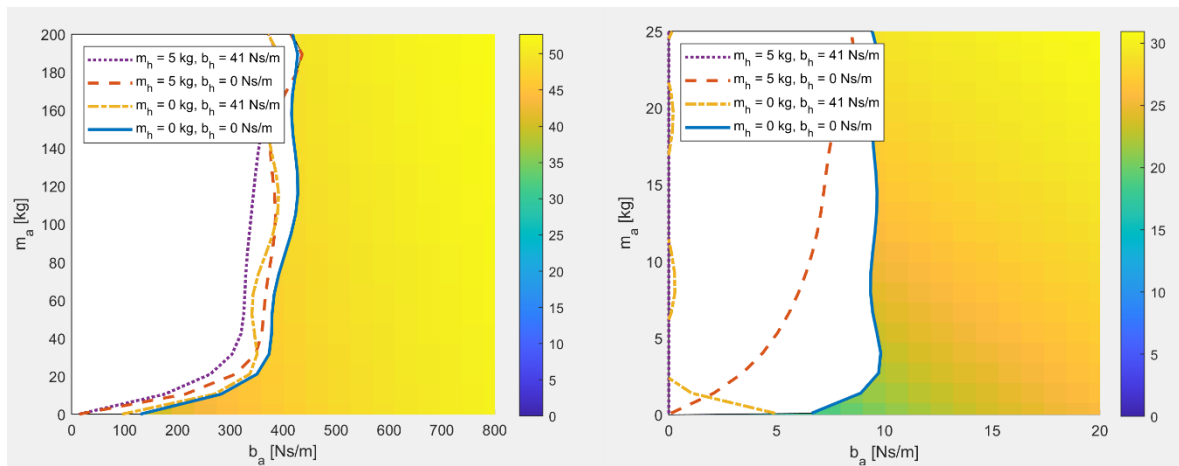 200
180
160
140
120
100
80
60
40
20
0
m_a [kg]
m_h = 5 kg, b_h = 41 Ns/m
m_h = 5 kg, b_h = 0 Ns/m
m_h = 0 kg, b_h = 41 Ns/m
m_h = 0 kg, b_h = 0 Ns/m
0 100 200 300 400 500 600 700 800
b_a [Ns/m]
50
45
40
35
30
25
20
15
10
5
0
25
20
15
10
5
0
m_a [kg]
m_h = 5 kg, b_h = 41 Ns/m
m_h = 5 kg, b_h = 0 Ns/m
m_h = 0 kg, b_h = 41 Ns/m
m_h = 0 kg, b_h = 0 Ns/m
0 5 10 15 20
b_a [Ns/m]
30
25
20
15
10
5
0